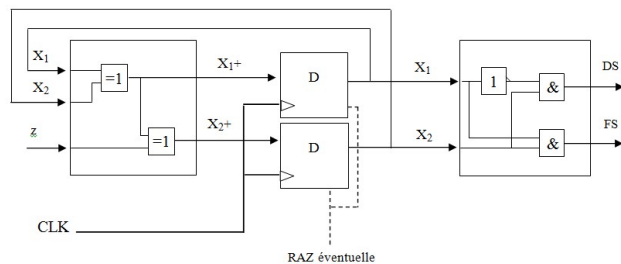 X1
X2
z
=1
=1
X1+
X2+
D
D
X1
X2
1
&
&
DS
FS
CLK
RAZ éventuelle